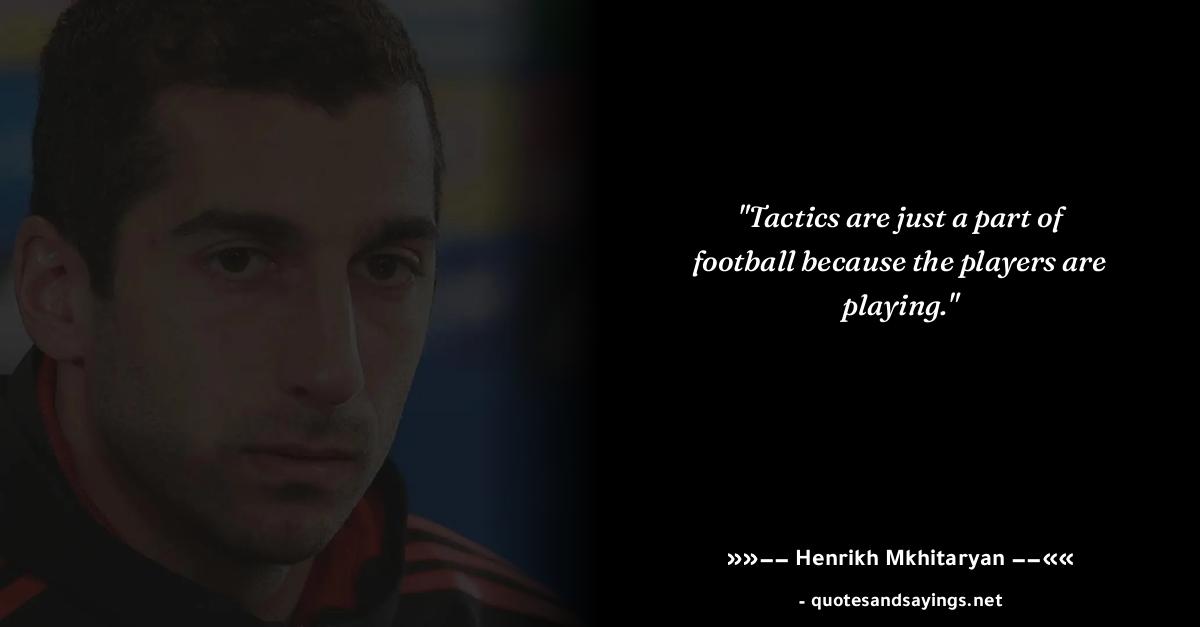 "Tactics are just a part of
football because the players are
playing."
»»−− Henrikh Mkhitaryan −−««
- quotesandsayings.net